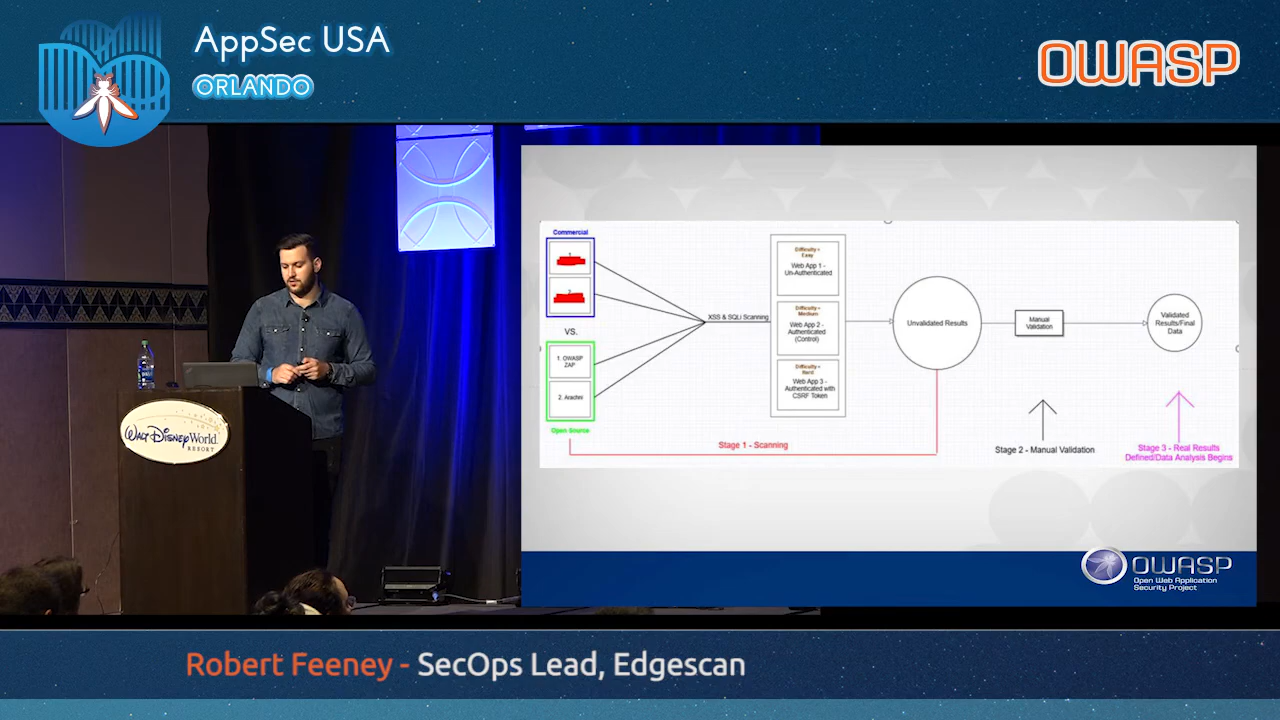 AppSec USA
ORLANDO
OWASP
Commercial
1.
2.
VS.
1. OWASP
ZAP
2. Arachni
Open Source
XSS & SQLi Scanning
Difficulty =
Easy
Web App 1 -
Un-Authenticated
Difficulty =
Medium
Web App 2 -
Authenticated
(Control)
Difficulty =
Hard
Web App 3 -
Authenticated with
CSRF Token
Unvalidated Results
Manual
Validation
Validated
Results/Final
Data
Stage 1 - Scanning
Stage 2 - Manual Validation
Stage 3 - Real Results
Defined/Data Analysis Begins
OWASP
Open Web Application
Security Project
WALT DISNEY World
RESORT
Robert Feeney - SecOps Lead, Edgescan